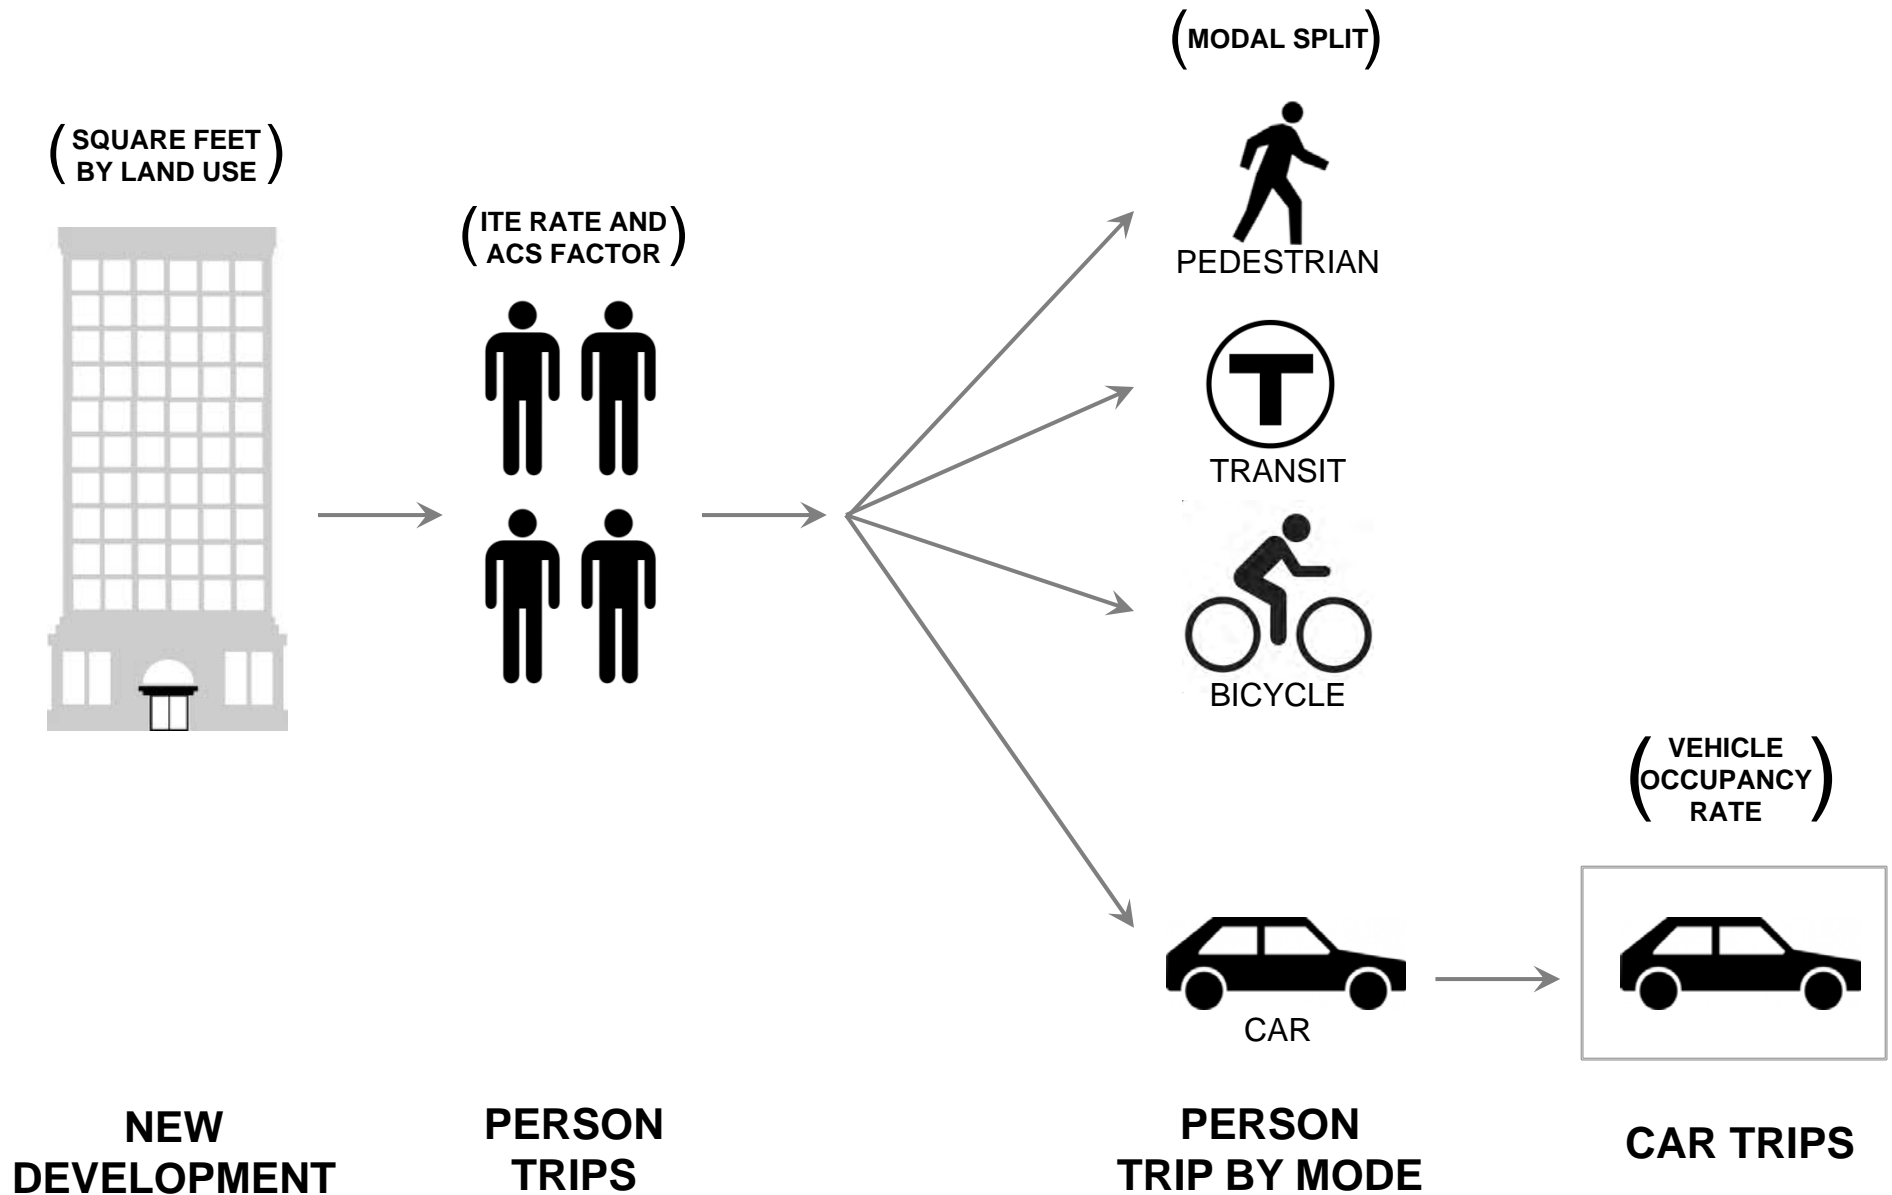 (MODAL SPLIT)
(SQUARE FEET
BY LAND USE)
(ITE RATE AND
ACS FACTOR)
PEDESTRIAN
T
TRANSIT
BICYCLE
(VEHICLE
OCCUPANCY
RATE)
CAR
NEW
DEVELOPMENT
PERSON
TRIPS
PERSON
TRIP BY MODE
CAR TRIPS